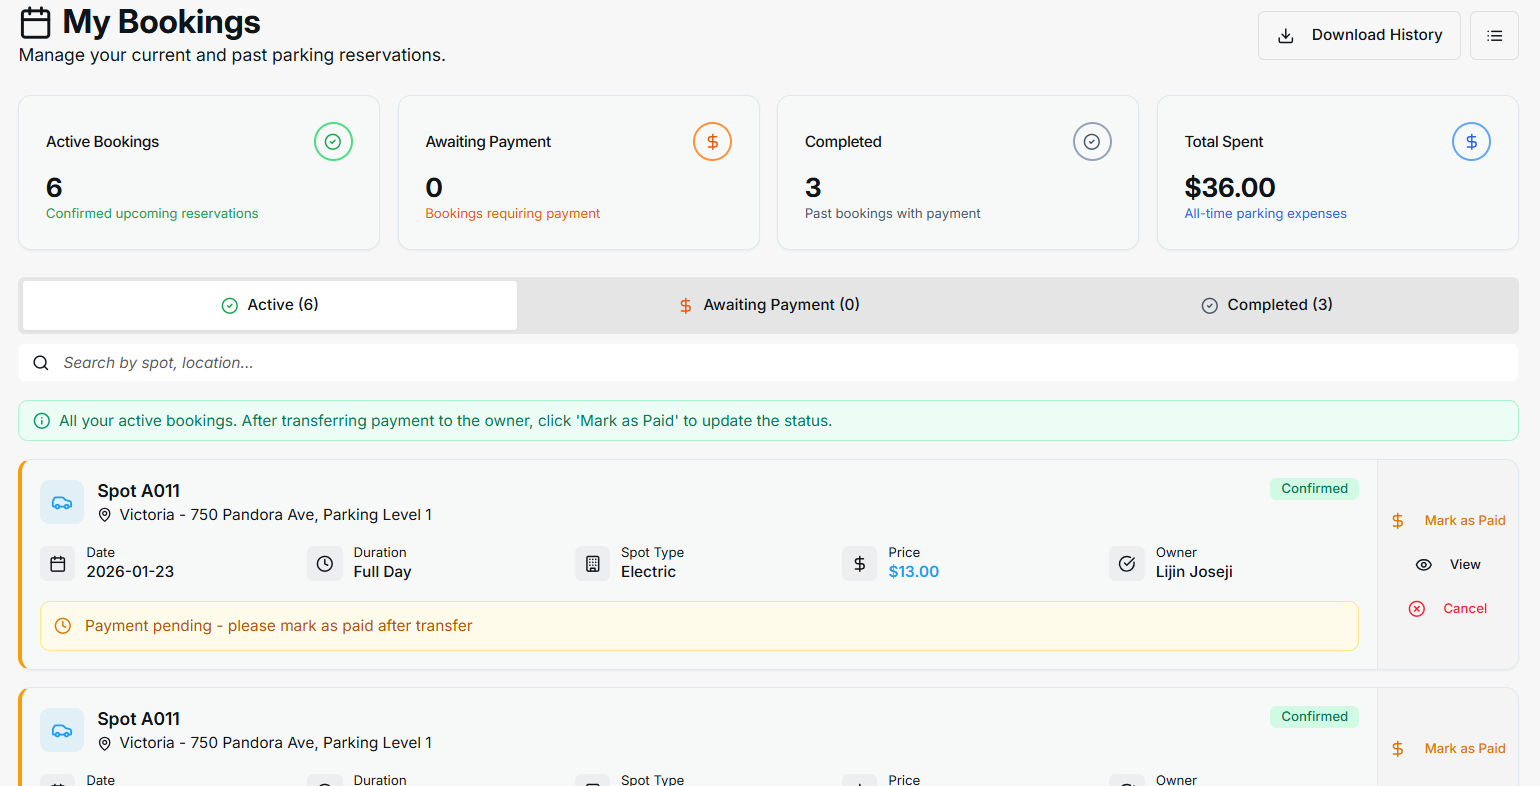 My Bookings
Manage your current and past parking reservations.
Download History
Active Bookings
6
Confirmed upcoming reservations
Awaiting Payment
0
Bookings requiring payment
Completed
3
Past bookings with payment
Total Spent
$36.00
All-time parking expenses
Active (6)
Awaiting Payment (0)
Completed (3)
Search by spot, location...
All your active bookings. After transferring payment to the owner, click 'Mark as Paid' to update the status.
Spot A011
Victoria - 750 Pandora Ave, Parking Level 1
Confirmed
Date
2026-01-23
Duration
Full Day
Spot Type
Electric
Price
$13.00
Owner
Lijin Joseji
Payment pending - please mark as paid after transfer
Mark as Paid
View
Cancel
Spot A011
Victoria - 750 Pandora Ave, Parking Level 1
Confirmed
Date
Duration
Spot Type
Price
Owner
Mark as Paid